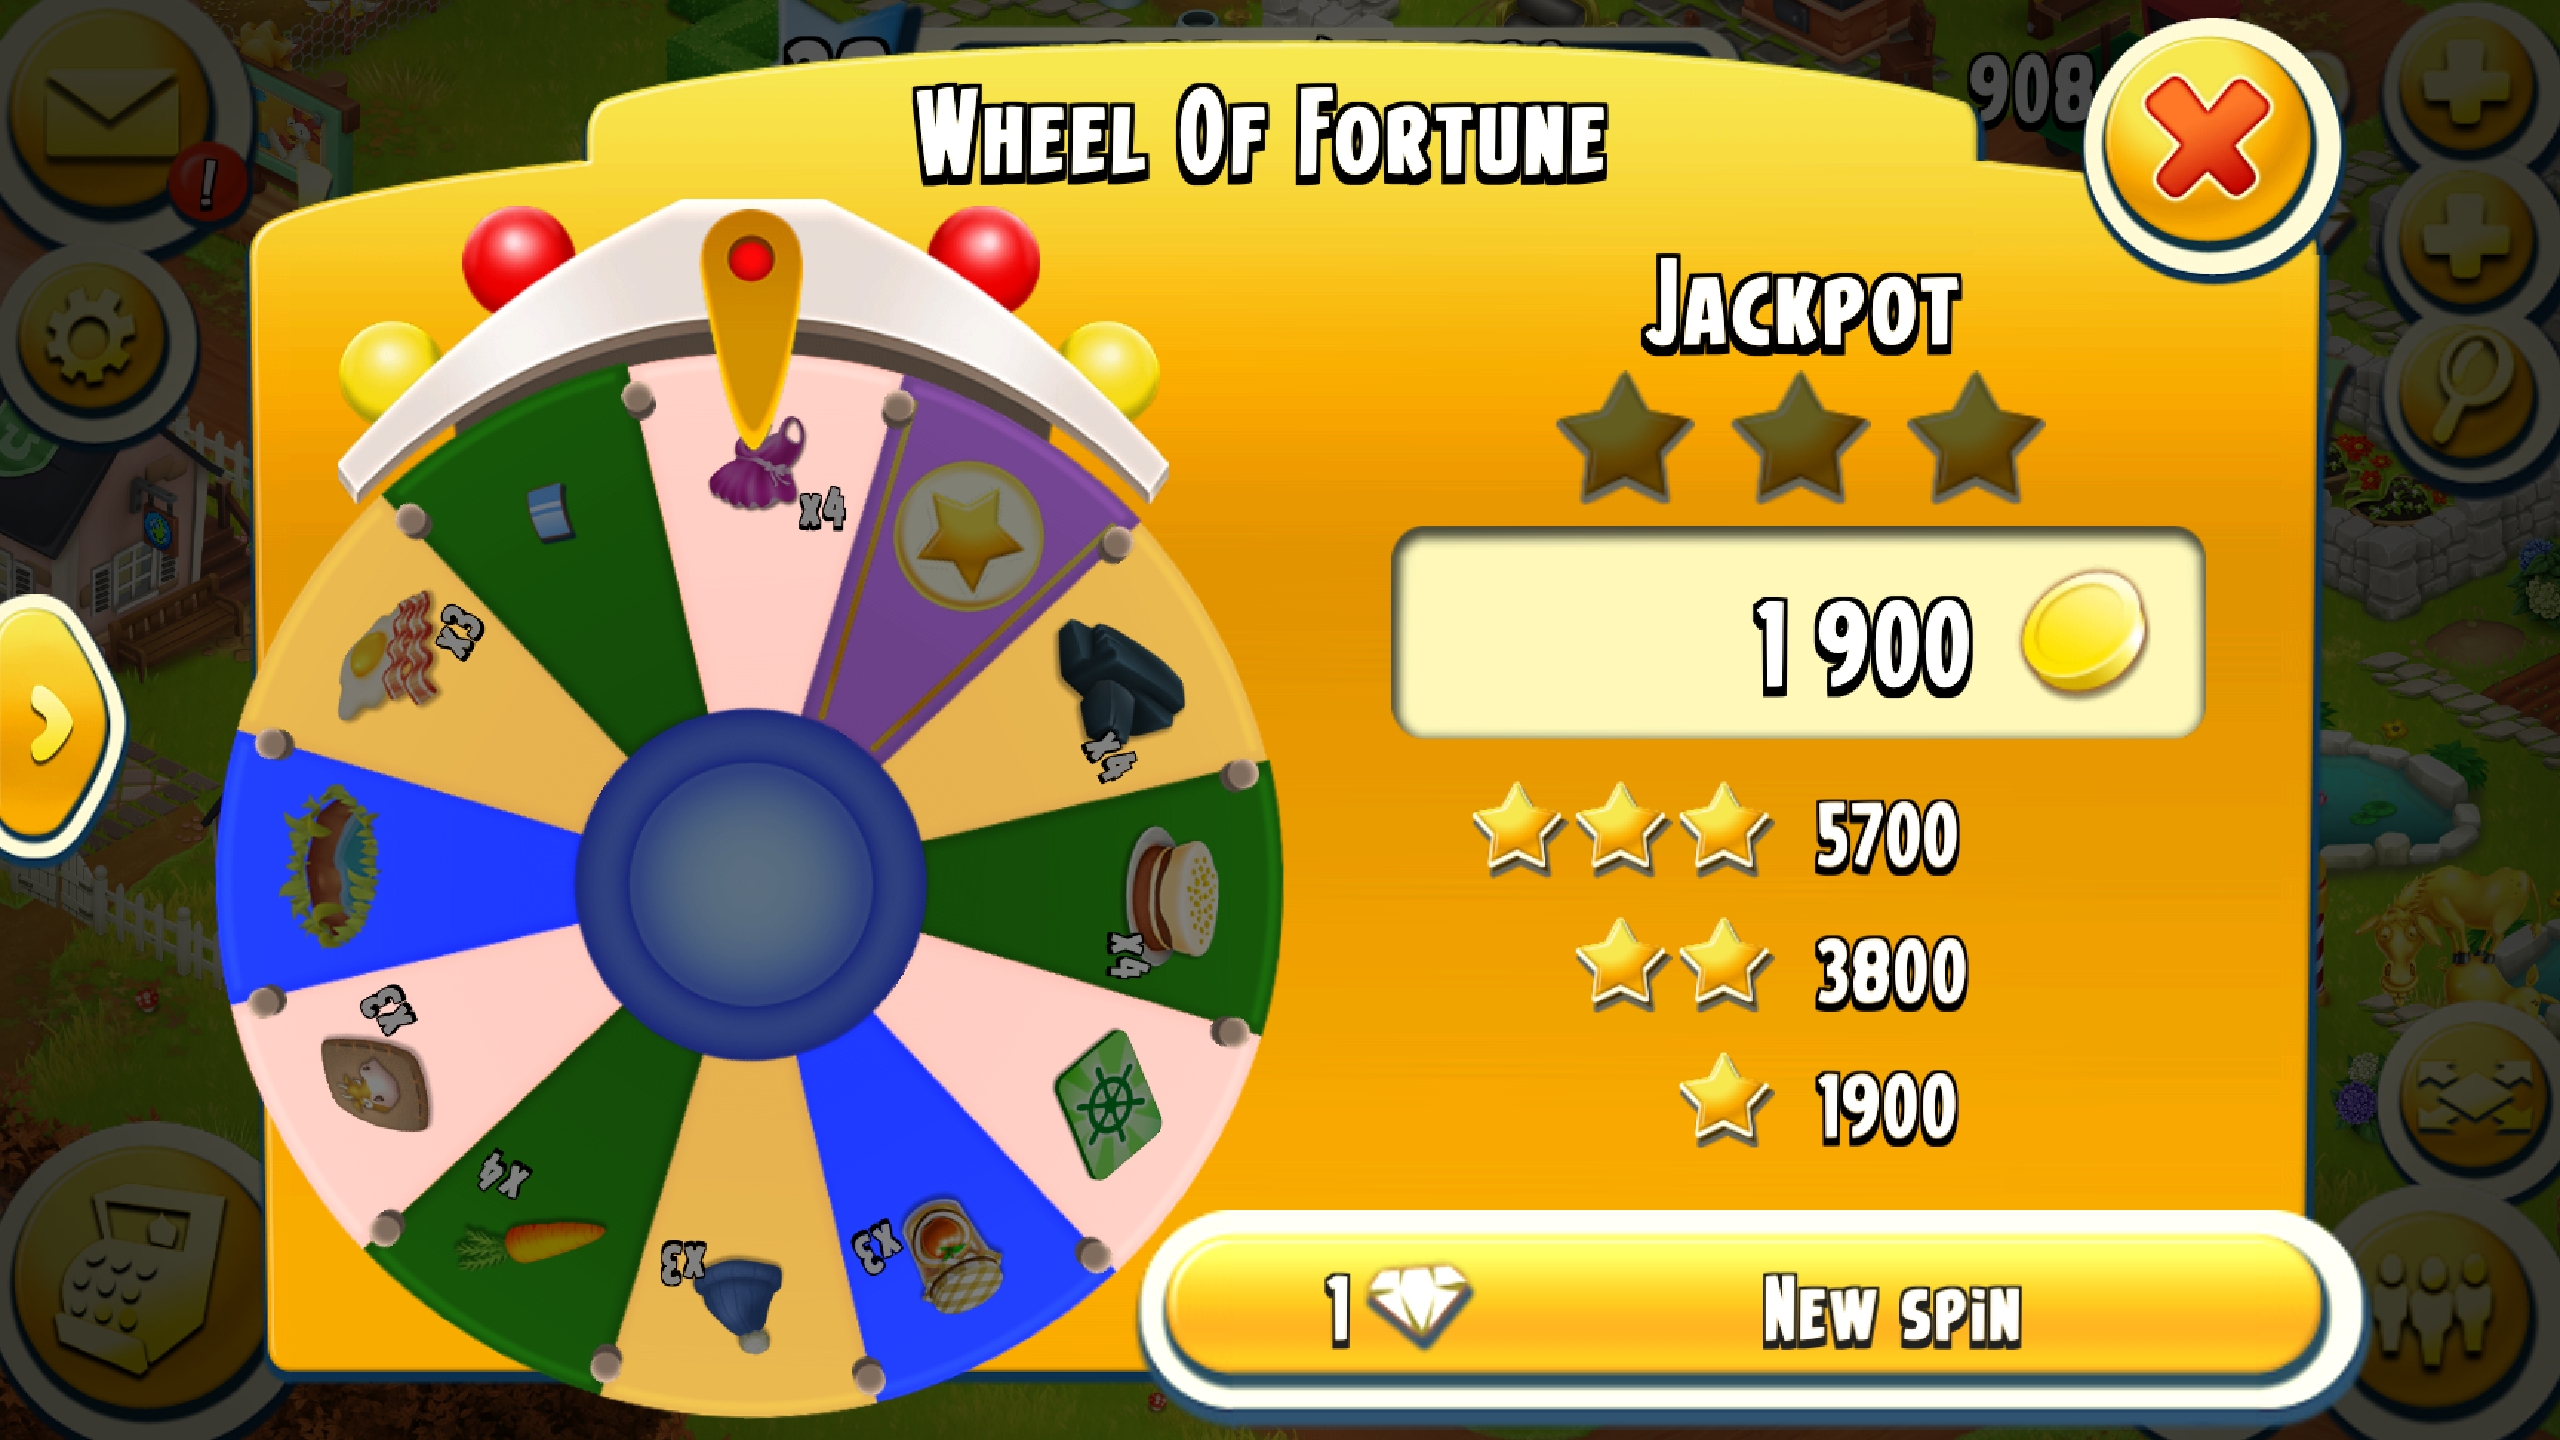 908
WHEEL OF FORTUNE
!
JACKPOT
x4
x3
1 900
x4
5700
x4
3800
x3
1900
x4
x3
x3
1 NEW SPIN